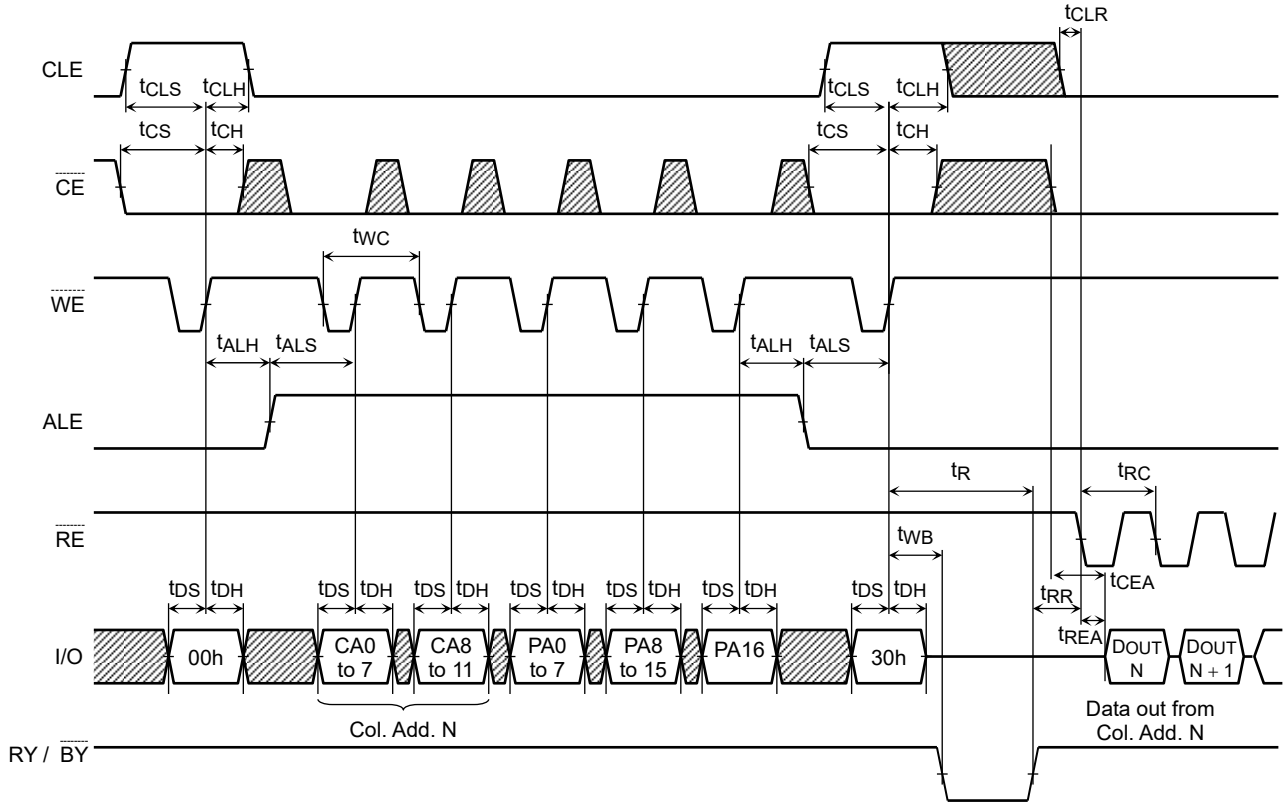 tCLR
CLE
tCLS tCLH tCLS tCLH
tCS tCH tCS tCH
CE
tWC
WE
tALH tALS tALH tALS
ALE
tR tRC
RE
tWB
tCEA
tDS tDH tDS tDH tDS tDH tDS tDH tDS tDH tDS tDH tDS tDH tRR
tREA
I/O 00h CA0 to 7 CA8 to 11 PA0 to 7 PA8 to 15 PA16 30h DOUT N DOUT N + 1
Col. Add. N
Data out from
Col. Add. N
RY / BY